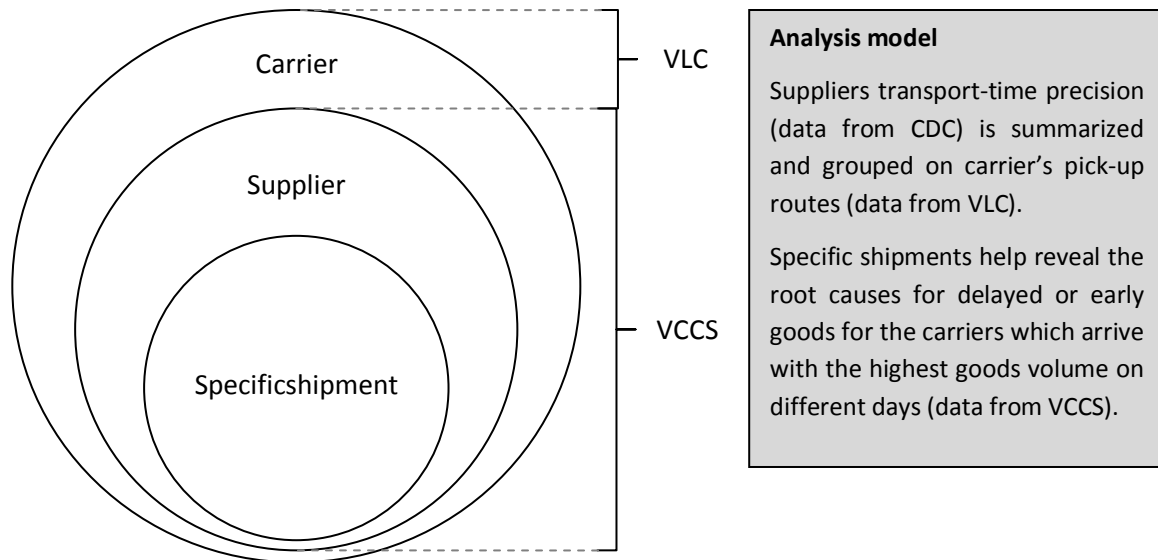 Carrier
Supplier
Specificshipment
VLC
VCCS
Analysis model
Suppliers transport-time precision
(data from CDC) is summarized
and grouped on carrier's pick-up
routes (data from VLC).
Specific shipments help reveal the
root causes for delayed or early
goods for the carriers which arrive
with the highest goods volume on
different days (data from VCCS).